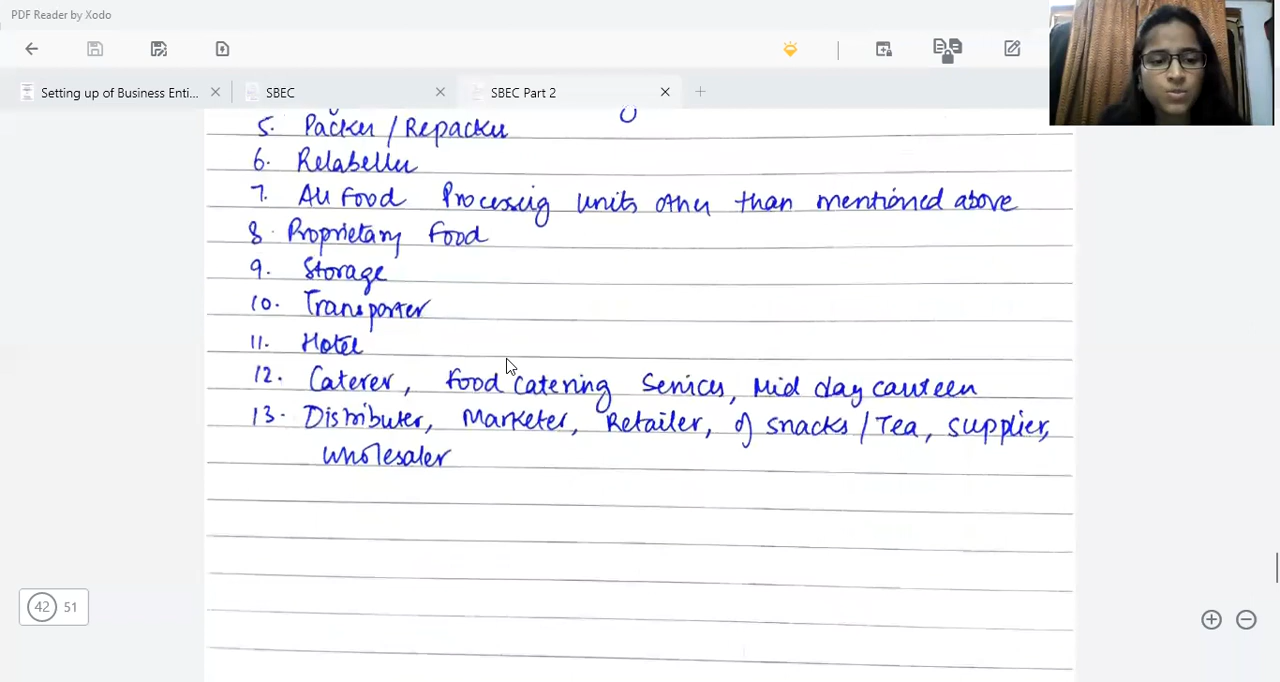 PDF Reader by Xodo
Setting up of Business Enti...
SBEC
SBEC Part 2
5. Packer / Repacker
6. Relabeller
7. All Food Processing units other than mentioned above
8. Proprietary Food
9. Storage
10. Transporter
11. Hotel
12. Caterer, Food catering Services, Mid day canteen
13. Distributer, Marketer, Retailer, of snacks / Tea, supplier,
wholesaler
42 51